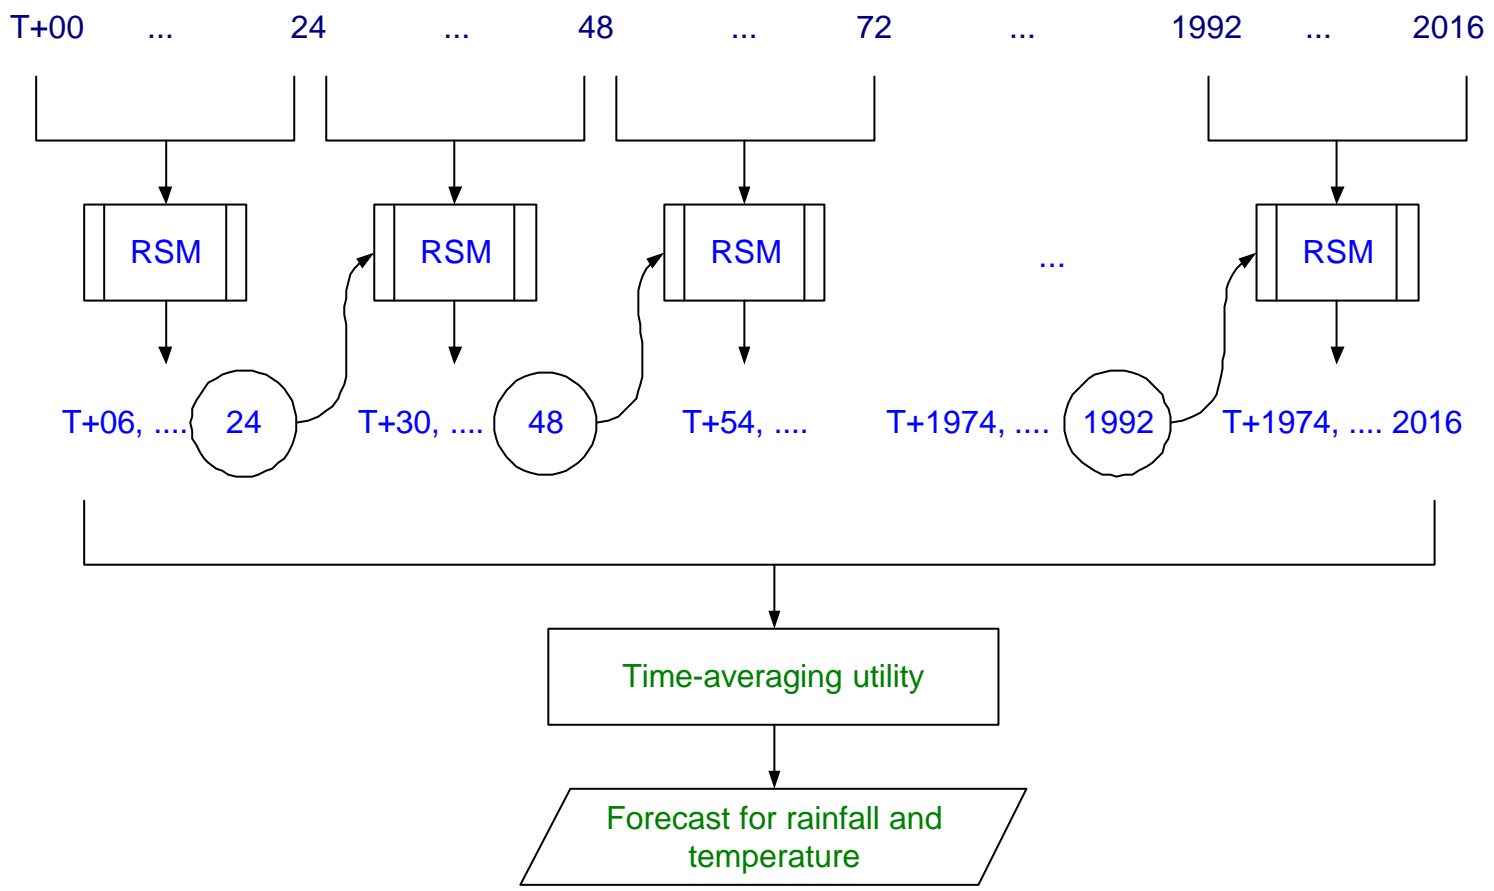 T+00 ... 24 ... 48 ... 72 ... 1992 ... 2016
RSM RSM RSM ... RSM
T+06, .... 24 T+30, .... 48 T+54, .... T+1974, .... 1992 T+1974, .... 2016
Time-averaging utility
Forecast for rainfall and
temperature